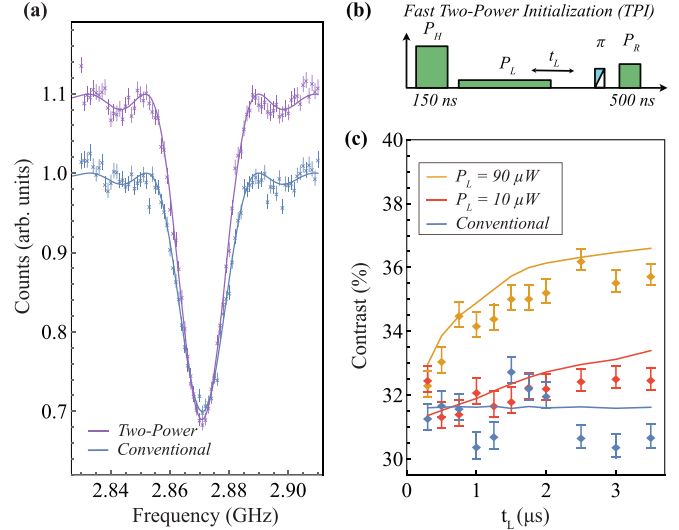 (a)
Counts (arb. units)
1.1
1.0
0.9
0.8
0.7
Two-Power
Conventional
2.84
2.86
2.88
2.90
Frequency (GHz)
(b)
Fast Two-Power Initialization (TPI)
P_H
P_L
t_L
π
P_R
150 ns
500 ns
(c)
Contrast (%)
40
38
36
34
32
30
P_L = 90 μW
P_L = 10 μW
Conventional
0
1
2
3
t_L (μs)